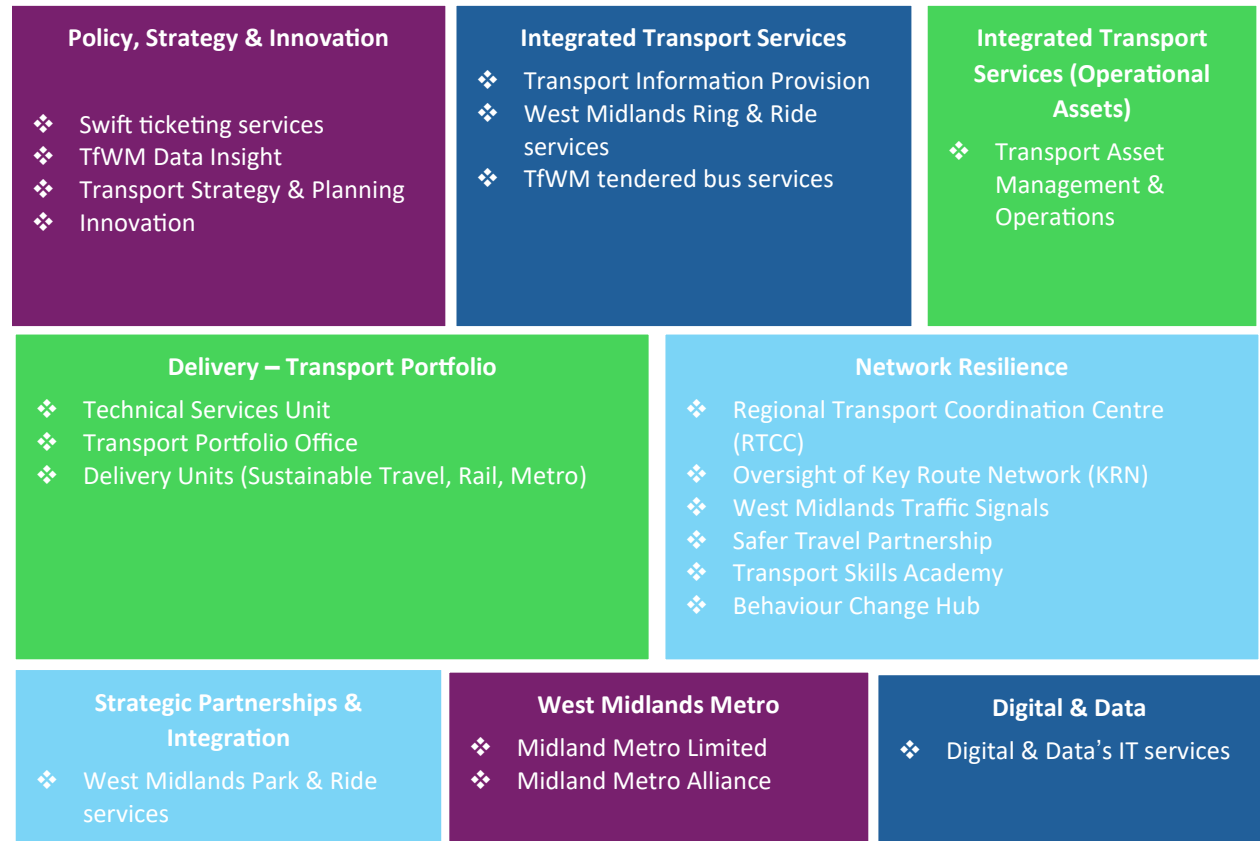 Policy, Strategy & Innovation
❖ Swift ticketing services
❖ TfWM Data Insight
❖ Transport Strategy & Planning
❖ Innovation
Integrated Transport Services
❖ Transport Information Provision
❖ West Midlands Ring & Ride
services
❖ TfWM tendered bus services
Integrated Transport
Services (Operational
Assets)
❖ Transport Asset
Management &
Operations
Delivery – Transport Portfolio
❖ Technical Services Unit
❖ Transport Portfolio Office
❖ Delivery Units (Sustainable Travel, Rail, Metro)
Network Resilience
❖ Regional Transport Coordination Centre
(RTCC)
❖ Oversight of Key Route Network (KRN)
❖ West Midlands Traffic Signals
❖ Safer Travel Partnership
❖ Transport Skills Academy
❖ Behaviour Change Hub
Strategic Partnerships &
Integration
❖ West Midlands Park & Ride
services
West Midlands Metro
❖ Midland Metro Limited
❖ Midland Metro Alliance
Digital & Data
❖ Digital & Data’s IT services